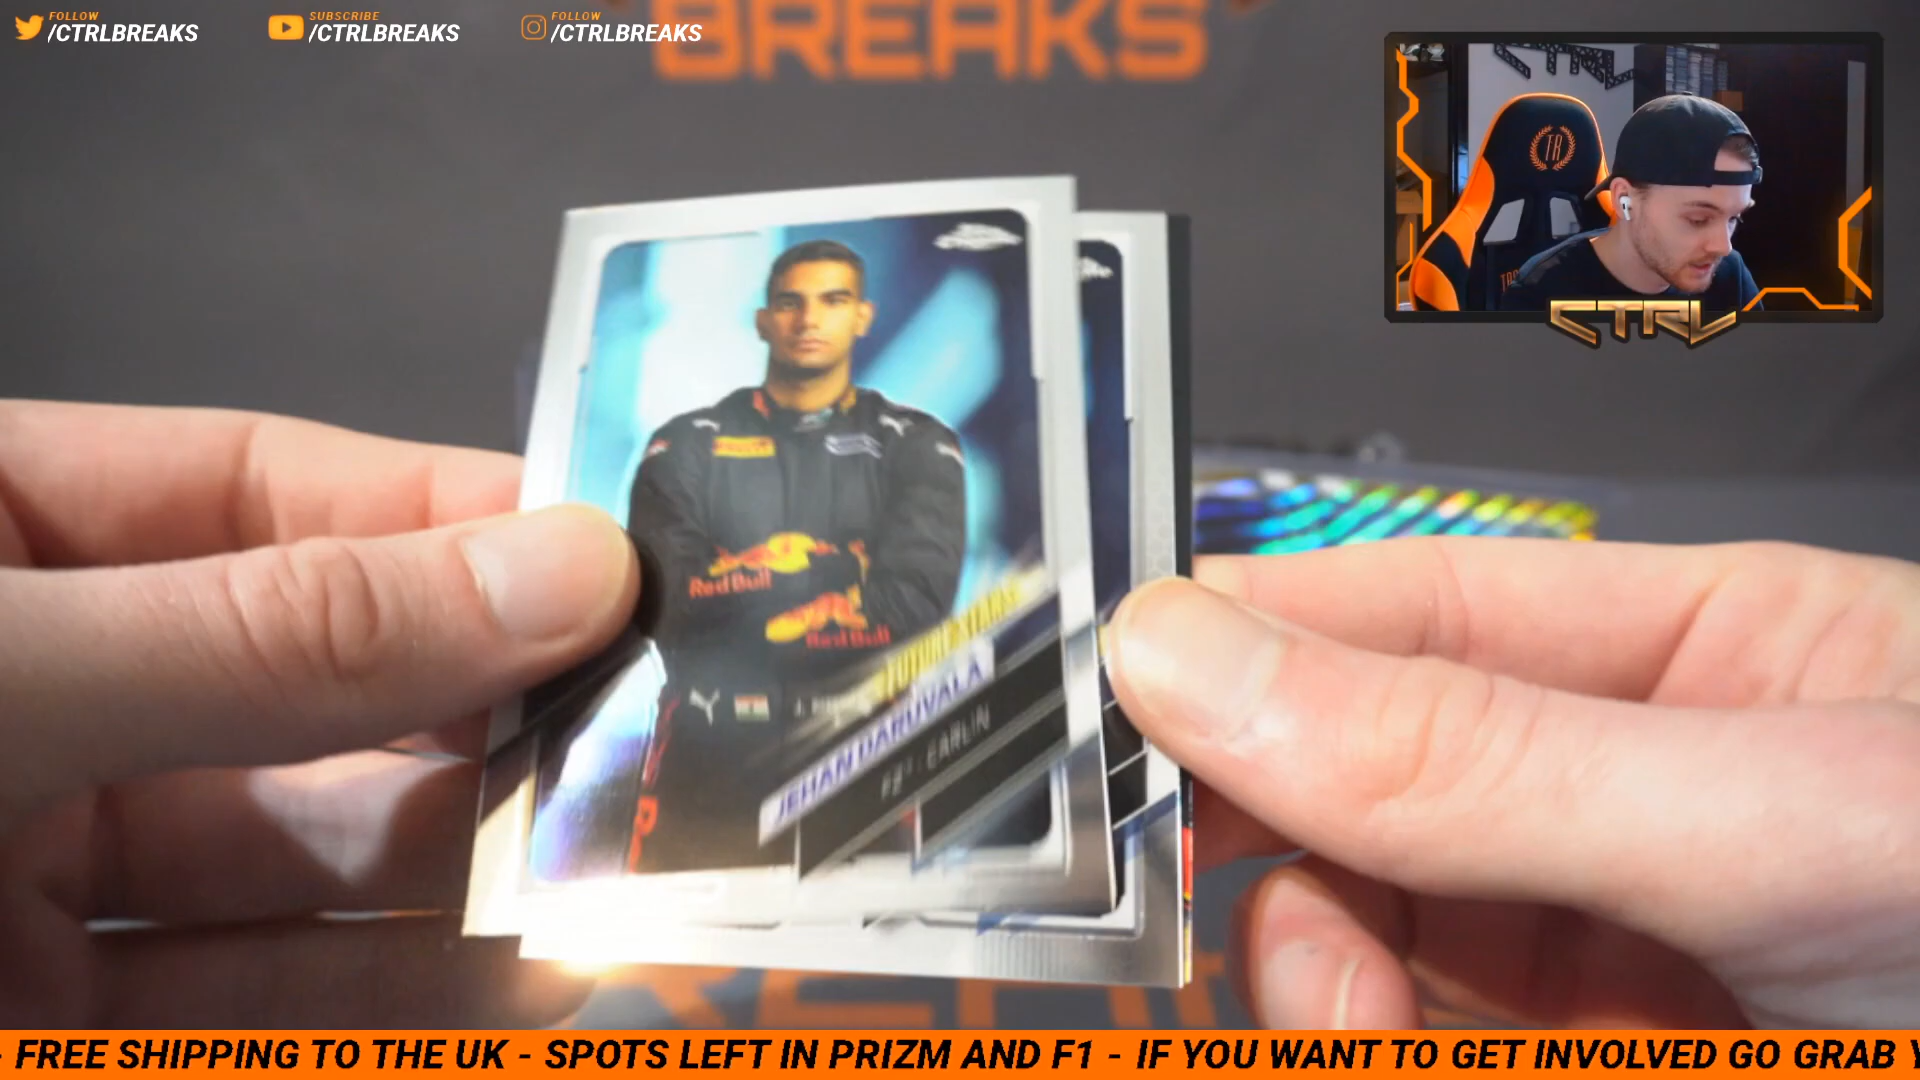 FOLLOW
/CTRLBREAKS
SUBSCRIBE
/CTRLBREAKS
FOLLOW
/CTRLBREAKS
BREAKS
TR
CTRL
Red Bull
Red Bull
FUTURE STARS
JEHAN DARUVALA
F2 · CARLIN
- FREE SHIPPING TO THE UK - SPOTS LEFT IN PRIZM AND F1 - IF YOU WANT TO GET INVOLVED GO GRAB